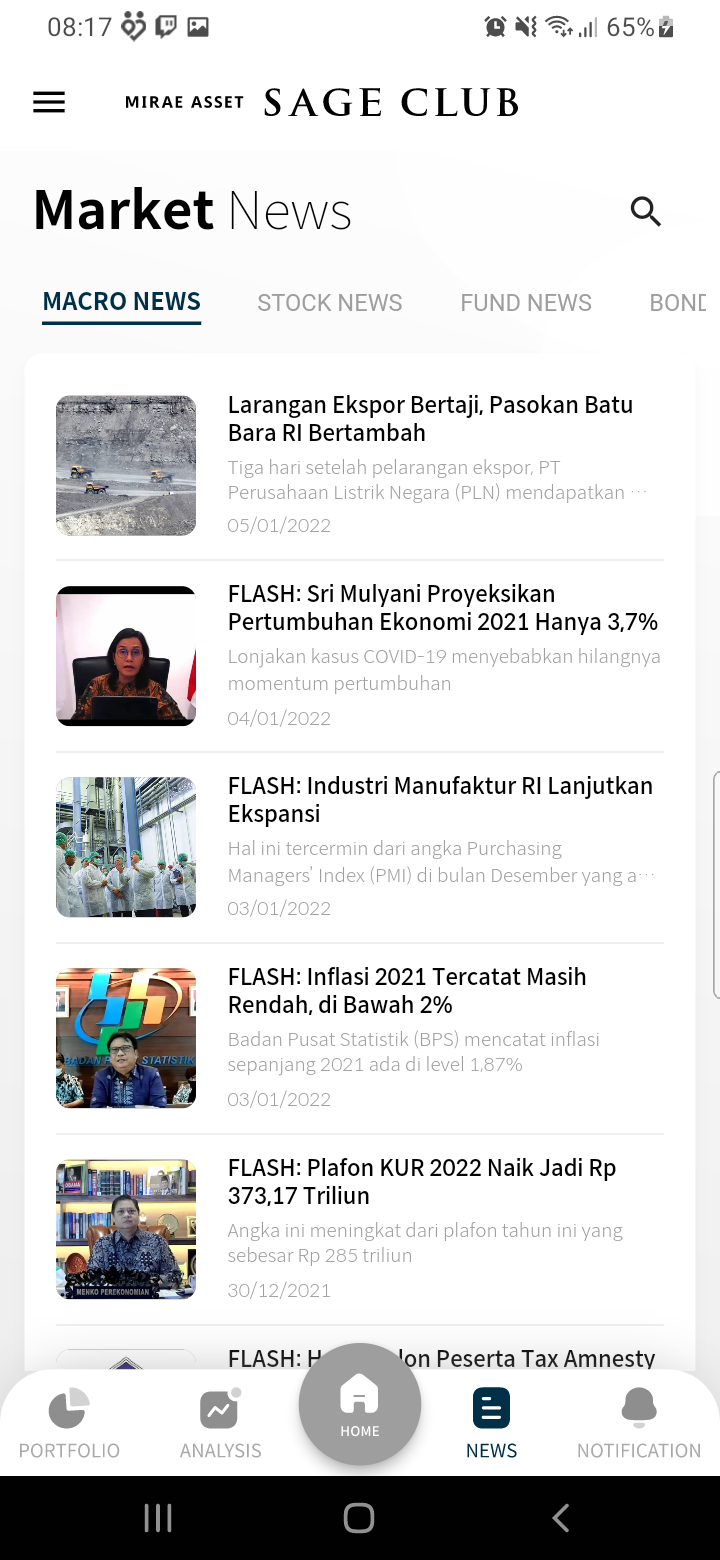 08:17
65%
MIRAE ASSET SAGE CLUB
Market News
MACRO NEWS STOCK NEWS FUND NEWS BOND
Larangan Ekspor Bertaji, Pasokan Batu
Bara RI Bertambah
Tiga hari setelah pelarangan ekspor, PT
Perusahaan Listrik Negara (PLN) mendapatkan ···
05/01/2022
FLASH: Sri Mulyani Proyeksikan
Pertumbuhan Ekonomi 2021 Hanya 3,7%
Lonjakan kasus COVID-19 menyebabkan hilangnya
momentum pertumbuhan
04/01/2022
FLASH: Industri Manufaktur RI Lanjutkan
Ekspansi
Hal ini tercermin dari angka Purchasing
Managers' Index (PMI) di bulan Desember yang a···
03/01/2022
BADAN P STATISTIK
FLASH: Inflasi 2021 Tercatat Masih
Rendah, di Bawah 2%
Badan Pusat Statistik (BPS) mencatat inflasi
sepanjang 2021 ada di level 1,87%
03/01/2022
OBAMA
MENKO PEREKONOMIAN
FLASH: Plafon KUR 2022 Naik Jadi Rp
373,17 Triliun
Angka ini meningkat dari plafon tahun ini yang
sebesar Rp 285 triliun
30/12/2021
FLASH: H lon Peserta Tax Amnesty
PORTFOLIO ANALYSIS HOME NEWS NOTIFICATION